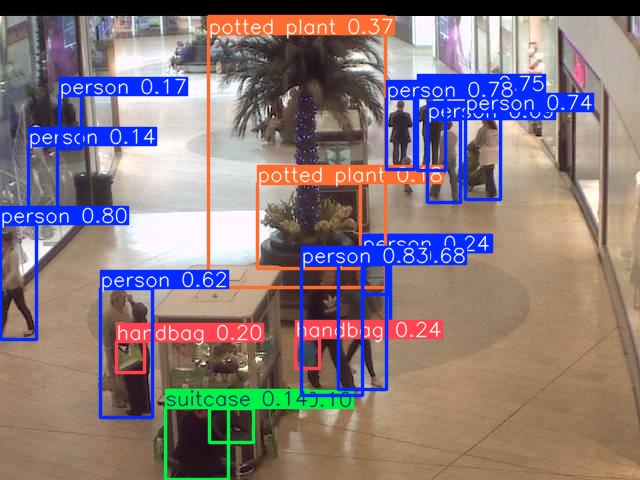 potted plant 0.37
person 0.17
person 0.78
0.75
person 0.74
person 0.14
potted plant 0.18
person 0.80
person 0.24
person 0.83
0.68
person 0.62
handbag 0.20
handbag 0.24
suitcase 0.14